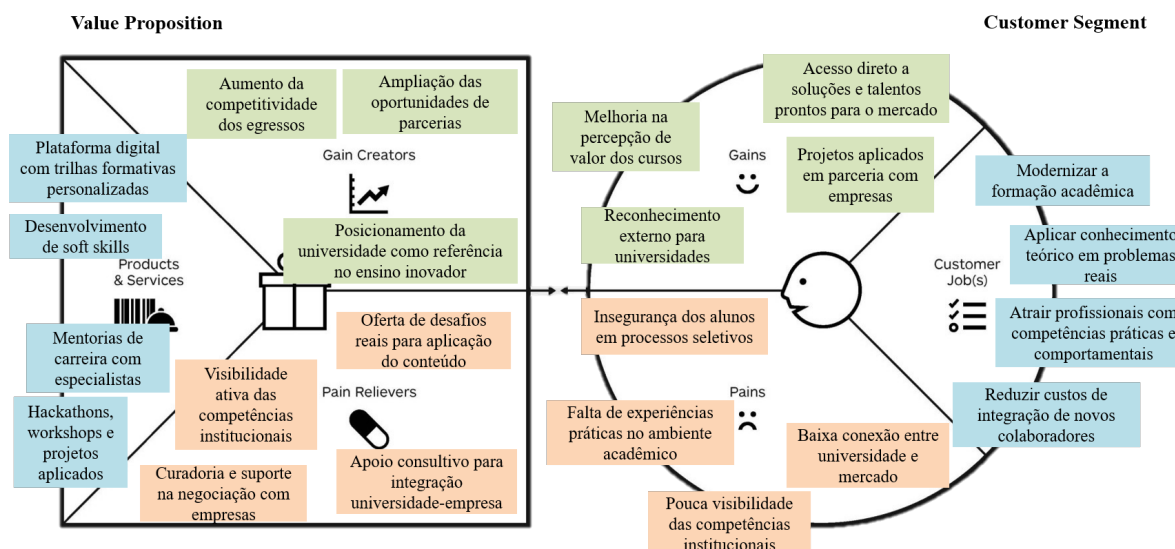 Value Proposition
Customer Segment
Aumento da
competitividade
dos egressos
Ampliação das
oportunidades de
parcerias
Plataforma digital
com trilhas formativas
personalizadas
Gain Creators
Desenvolvimento
de soft skills
Posicionamento da
universidade como referência
no ensino inovador
Products
& Services
Oferta de desafios
reais para aplicação
do conteúdo
Mentorias de
carreira com
especialistas
Visibilidade
ativa das
competências
institucionais
Pain Relievers
Hackathons,
workshops e
projetos
aplicados
Curadoria e suporte
na negociação com
empresas
Apoio consultivo para
integração
universidade-empresa
Acesso direto a
soluções e talentos
prontos para o mercado
Melhoria na
percepção de
valor dos cursos
Gains
Projetos aplicados
em parceria com
empresas
Modernizar a
formação acadêmica
Reconhecimento
externo para
universidades
Aplicar conhecimento
teórico em problemas
reais
Customer
Job(s)
Insegurança dos alunos
em processos seletivos
Atrair profissionais com
competências práticas e
comportamentais
Pains
Reduzir custos de
integração de novos
colaboradores
Falta de experiências
práticas no ambiente
acadêmico
Baixa conexão entre
universidade e
mercado
Pouca visibilidade
das competências
institucionais